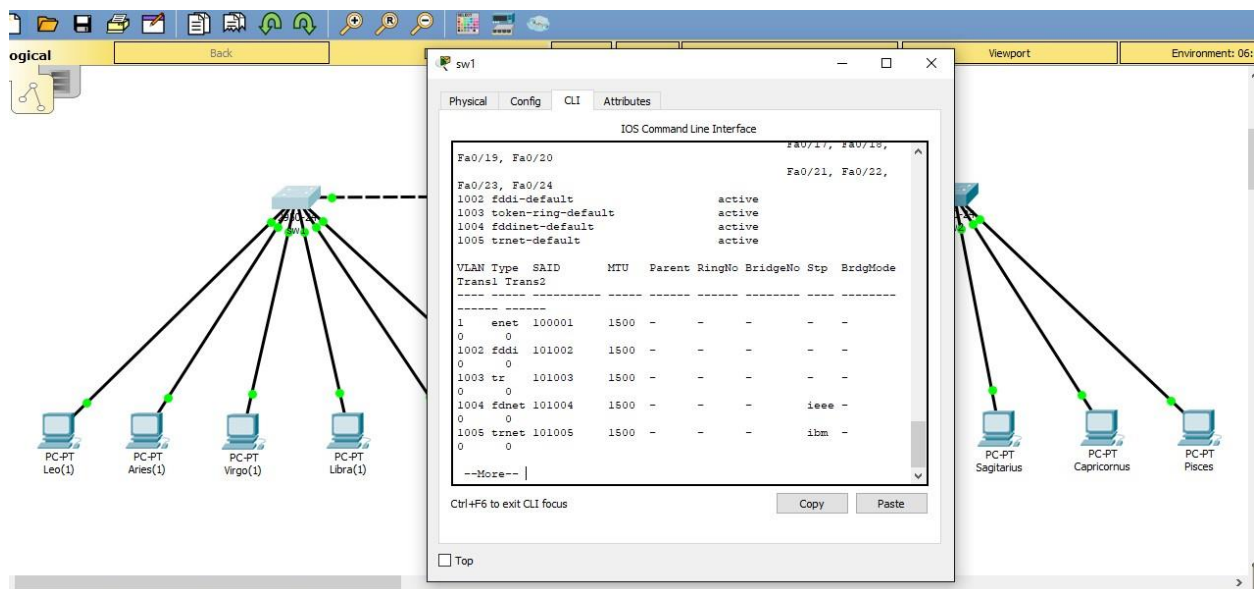 ogical
Back
Viewport
Environment: 06:
sw1
Physical Config CLI Attributes
IOS Command Line Interface
Fa0/17, Fa0/18,
Fa0/19, Fa0/20
Fa0/21, Fa0/22,
Fa0/23, Fa0/24
1002 fddi-default active
1003 token-ring-default active
1004 fddinet-default active
1005 trnet-default active
VLAN Type SAID MTU Parent RingNo BridgeNo Stp BrdgMode
Trans1 Trans2
---- ----- ---------- ----- ------ ------ -------- ---- --------
------ ------
1 enet 100001 1500 - - - - -
0 0
1002 fddi 101002 1500 - - - - -
0 0
1003 tr 101003 1500 - - - - -
0 0
1004 fdnet 101004 1500 - - - ieee -
0 0
1005 trnet 101005 1500 - - - ibm -
0 0
--More--
Ctrl+F6 to exit CLI focus
Copy Paste
Top
sw1
PC-PT
Leo(1)
PC-PT
Aries(1)
PC-PT
Virgo(1)
PC-PT
Libra(1)
PC-PT
Sagitarius
PC-PT
Capricornus
PC-PT
Pisces